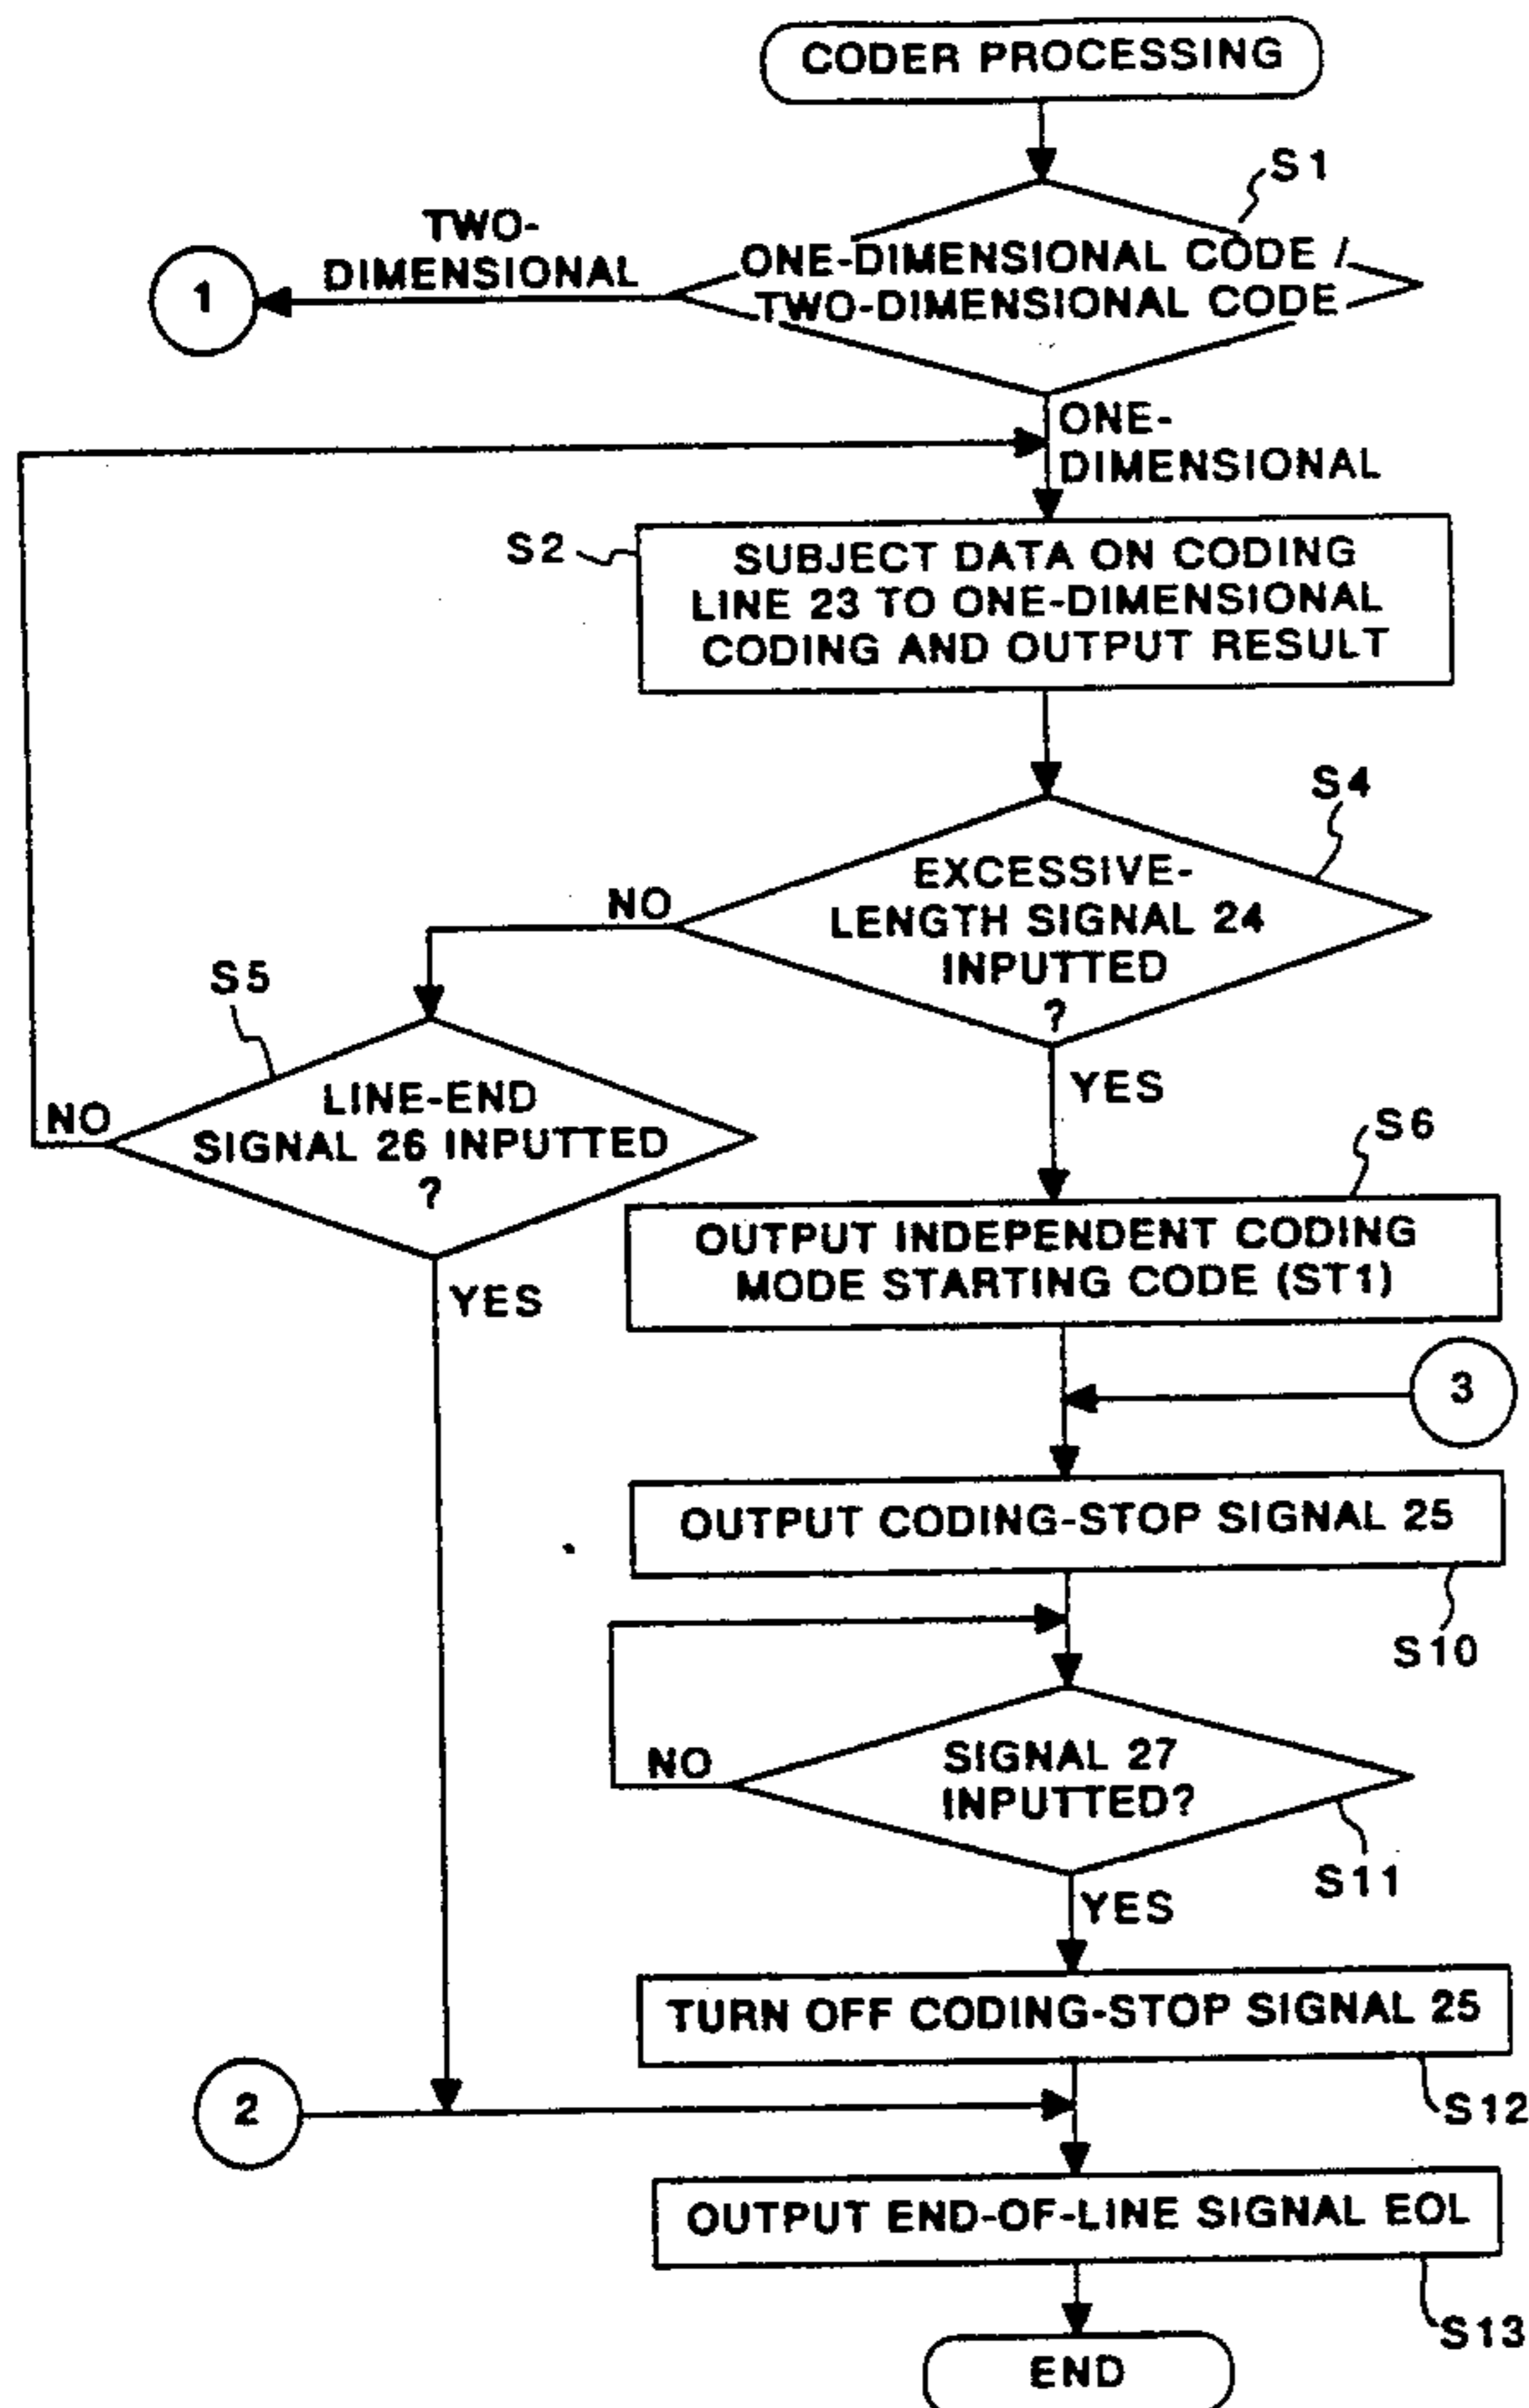 CODER PROCESSING
S1
TWO-
DIMENSIONAL
1
ONE-DIMENSIONAL CODE /
TWO-DIMENSIONAL CODE
ONE-
DIMENSIONAL
S2
SUBJECT DATA ON CODING
LINE 23 TO ONE-DIMENSIONAL
CODING AND OUTPUT RESULT
S4
EXCESSIVE-
LENGTH SIGNAL 24
INPUTTED
?
NO
S5
LINE-END
SIGNAL 26 INPUTTED
?
NO
YES
YES
S6
OUTPUT INDEPENDENT CODING
MODE STARTING CODE (ST1)
3
OUTPUT CODING-STOP SIGNAL 25
S10
SIGNAL 27
INPUTTED?
NO
S11
YES
TURN OFF CODING-STOP SIGNAL 25
S12
2
OUTPUT END-OF-LINE SIGNAL EOL
S13
END